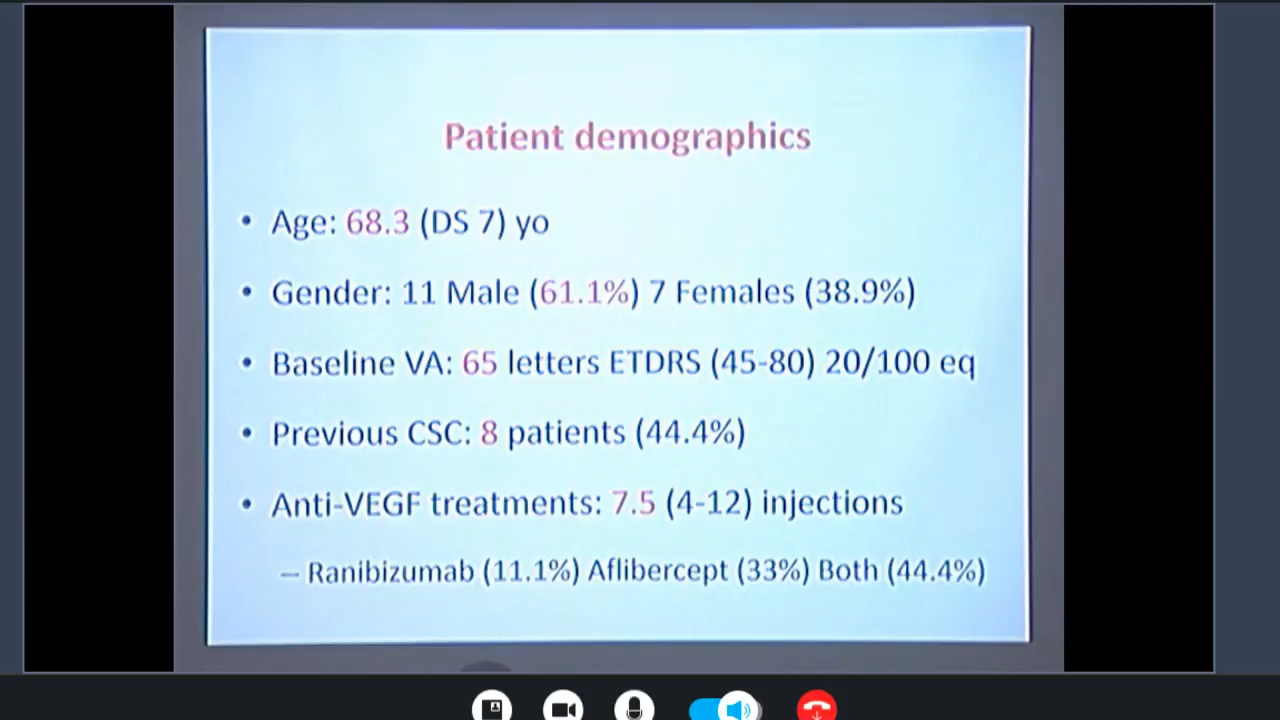 Patient demographics
• Age: 68.3 (DS 7) yo
• Gender: 11 Male (61.1%) 7 Females (38.9%)
• Baseline VA: 65 letters ETDRS (45-80) 20/100 eq
• Previous CSC: 8 patients (44.4%)
• Anti-VEGF treatments: 7.5 (4-12) injections
– Ranibizumab (11.1%) Aflibercept (33%) Both (44.4%)